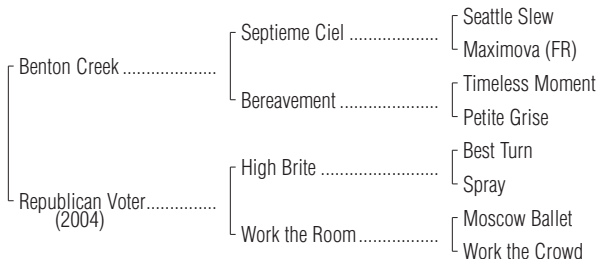 Seattle Slew
Septieme Ciel ...................
Maximova (FR)
Benton Creek ....................
Timeless Moment
Bereavement .....................
Petite Grise
Best Turn
High Brite .........................
Spray
Republican Voter...............
(2004)
Moscow Ballet
Work the Room.................
Work the Crowd